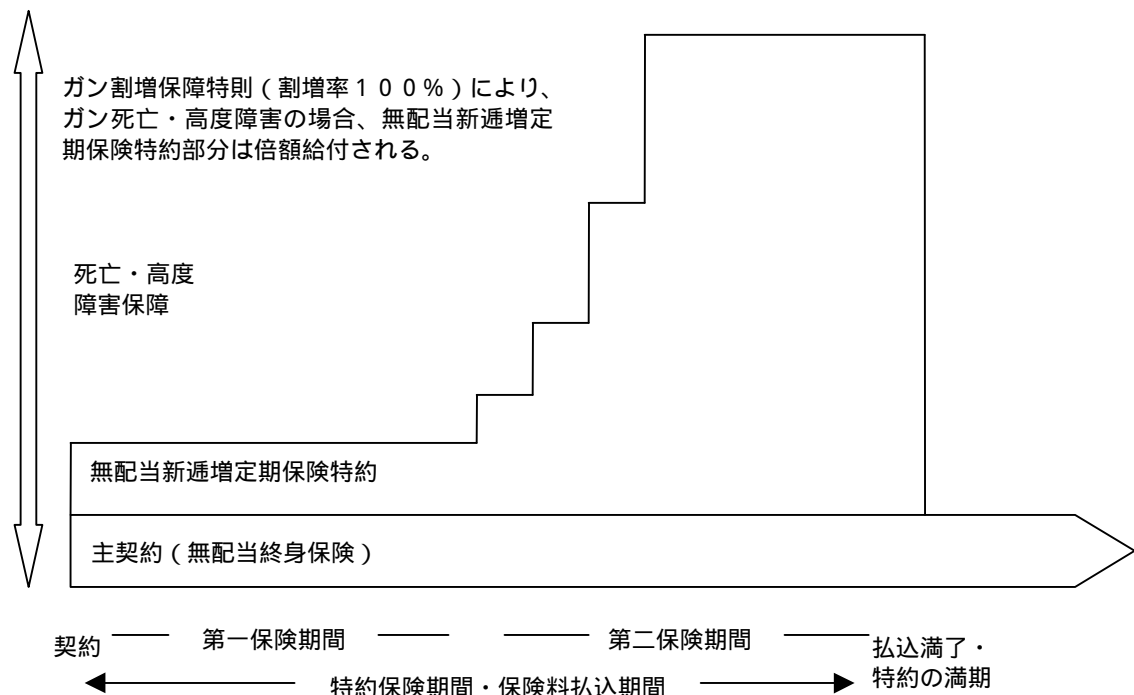 ガン割増保障特則(割増率100%)により、
ガン死亡・高度障害の場合、無配当新逓増定
期保険特約部分は倍額給付される。
死亡・高度
障害保障
無配当新逓増定期保険特約
主契約(無配当終身保険)
契約
第一保険期間
第二保険期間
払込満了・
特約の満期
特約保険期間・保険料払込期間